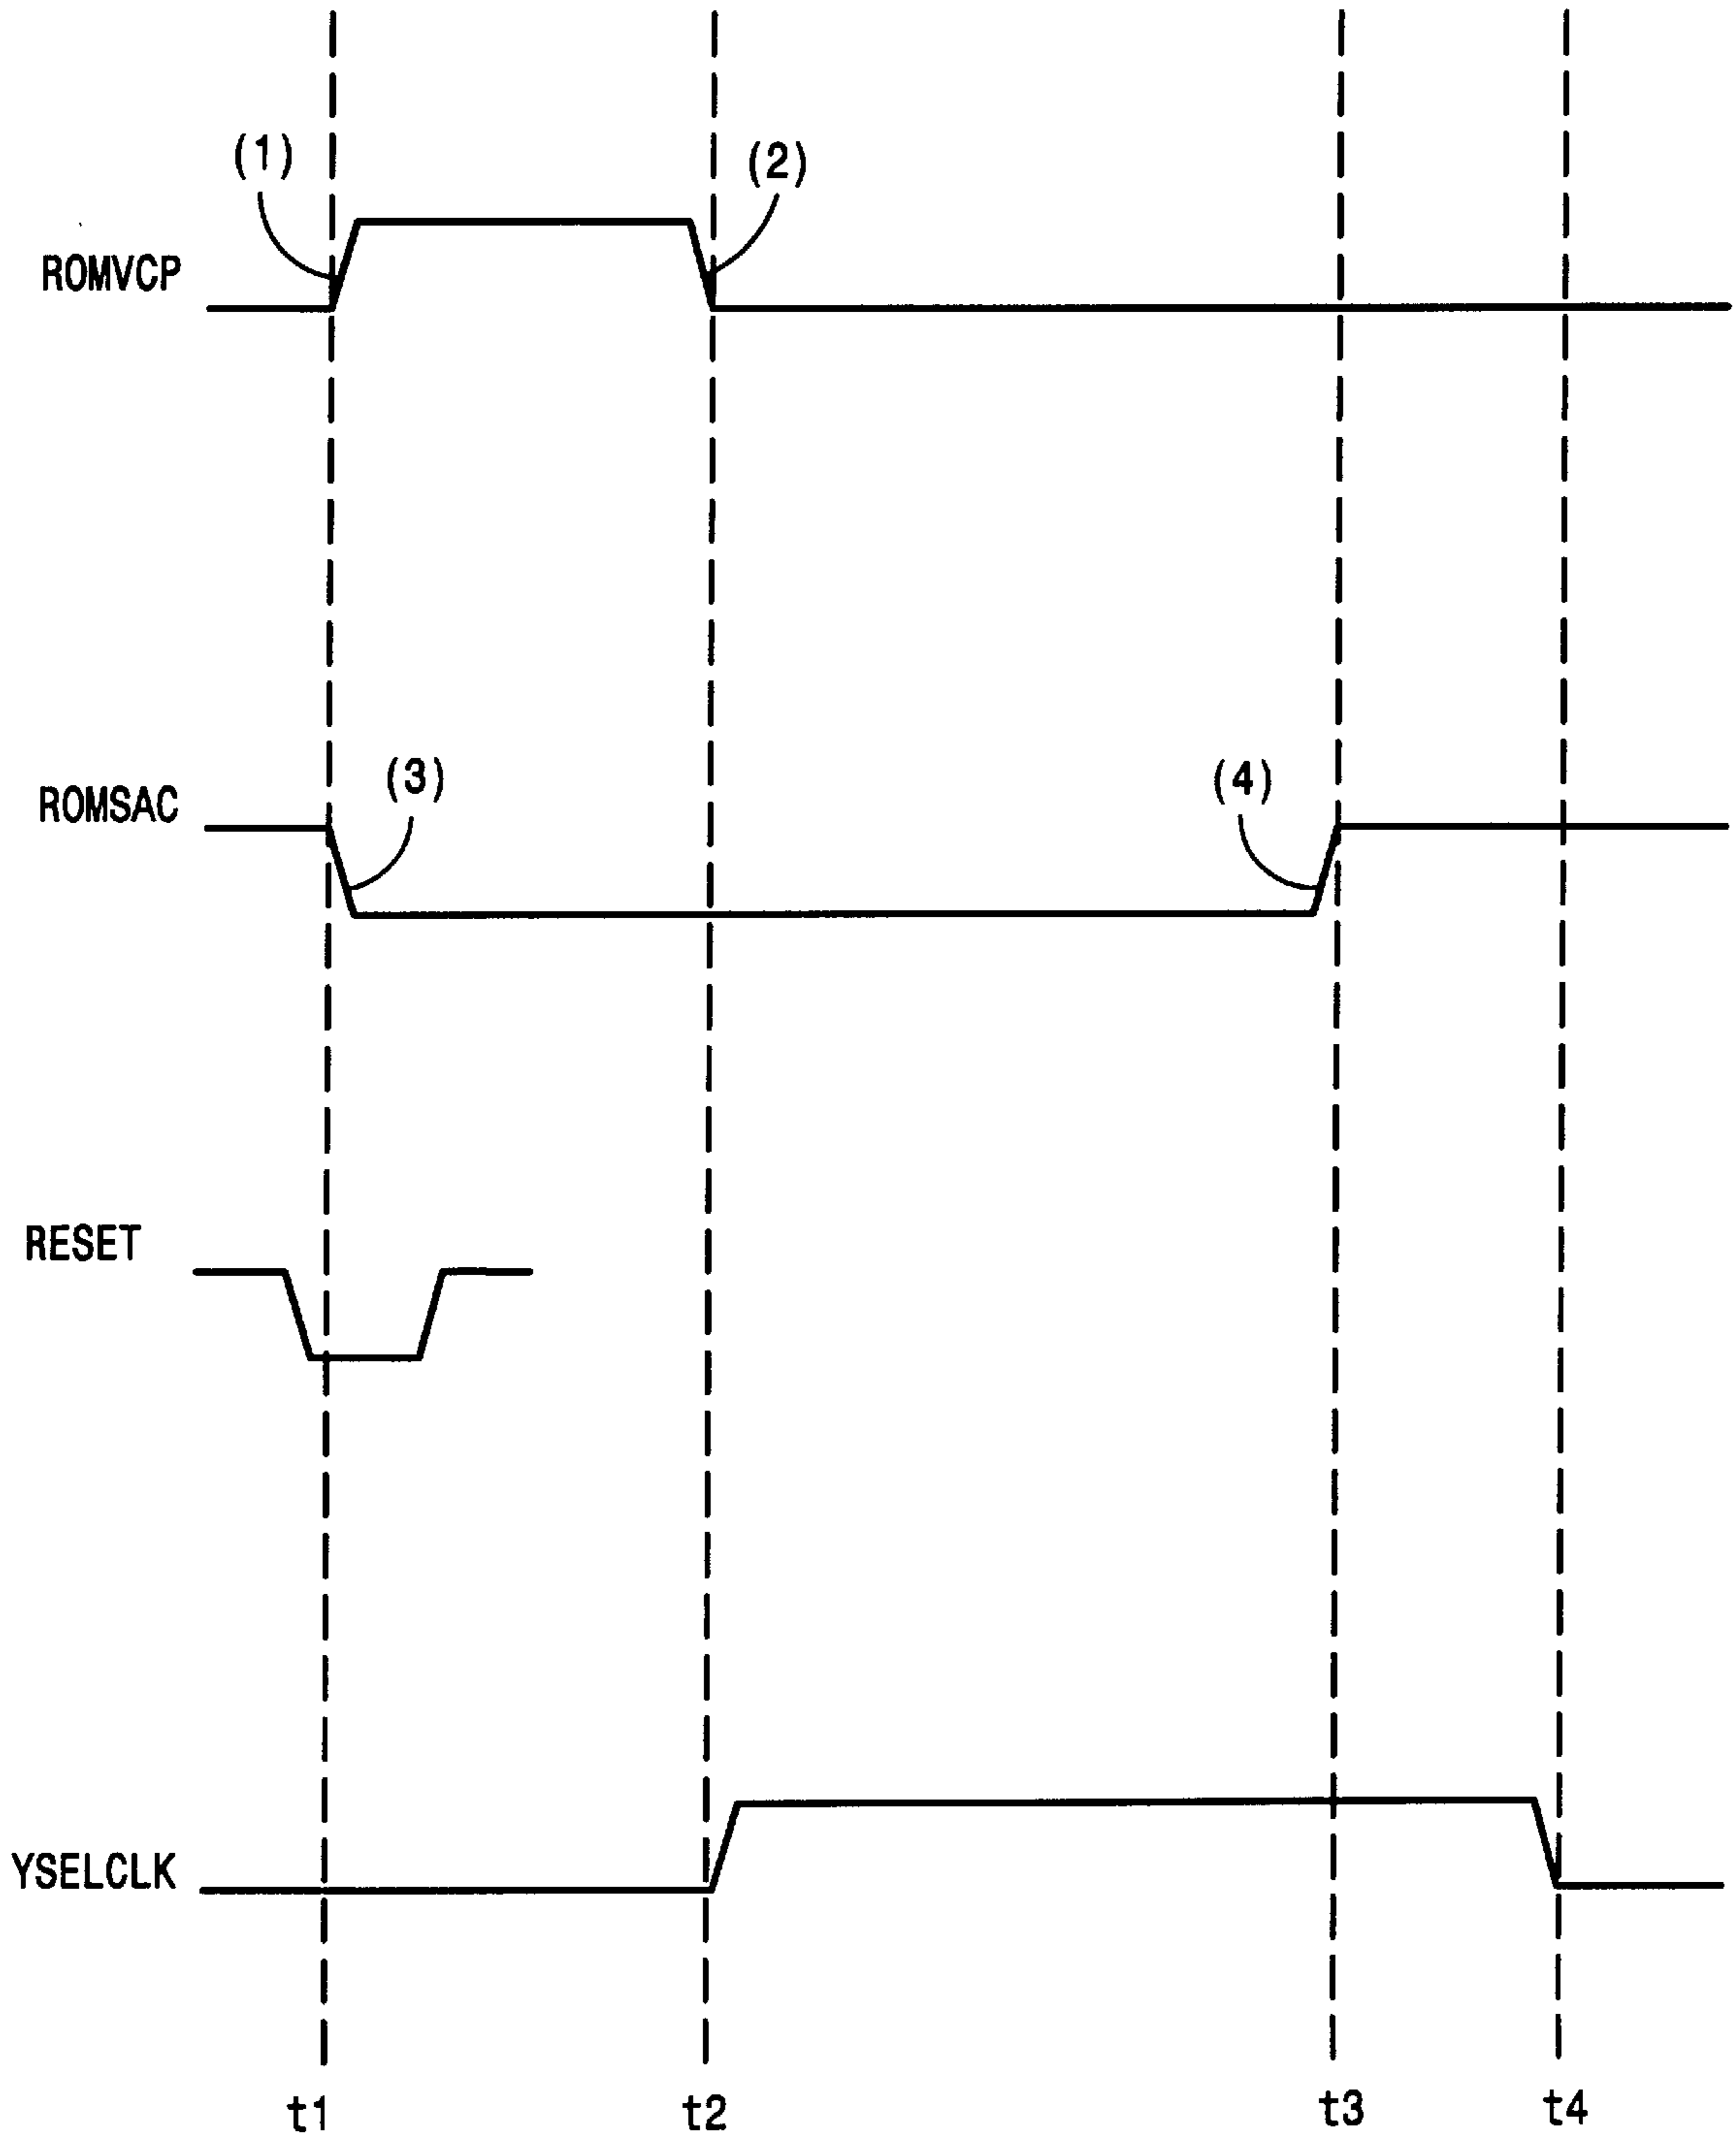 (1)
(2)
ROMVCP
(3)
(4)
ROMSAC
RESET
YSELCLK
t1
t2
t3
t4